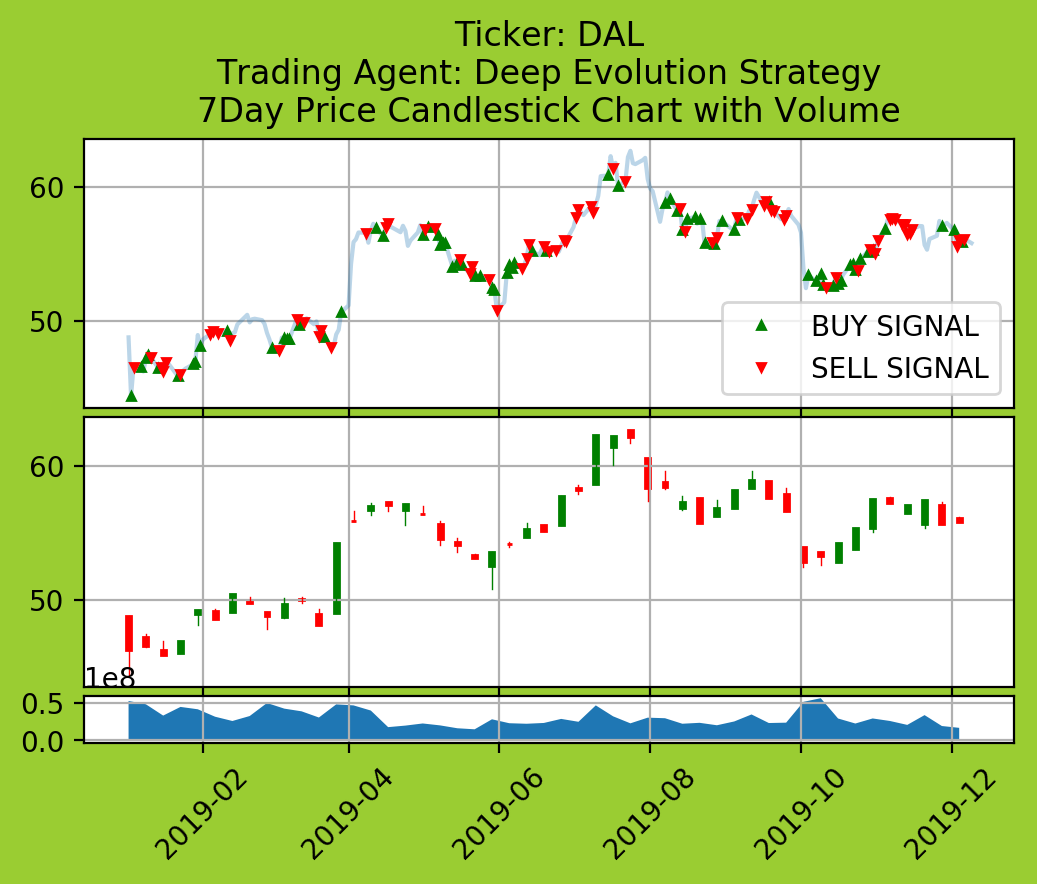 Ticker: DAL
Trading Agent: Deep Evolution Strategy
7Day Price Candlestick Chart with Volume
60
50
BUY SIGNAL
SELL SIGNAL
60
50
1e8
0.5
0.0
2019-02
2019-04
2019-06
2019-08
2019-10
2019-12